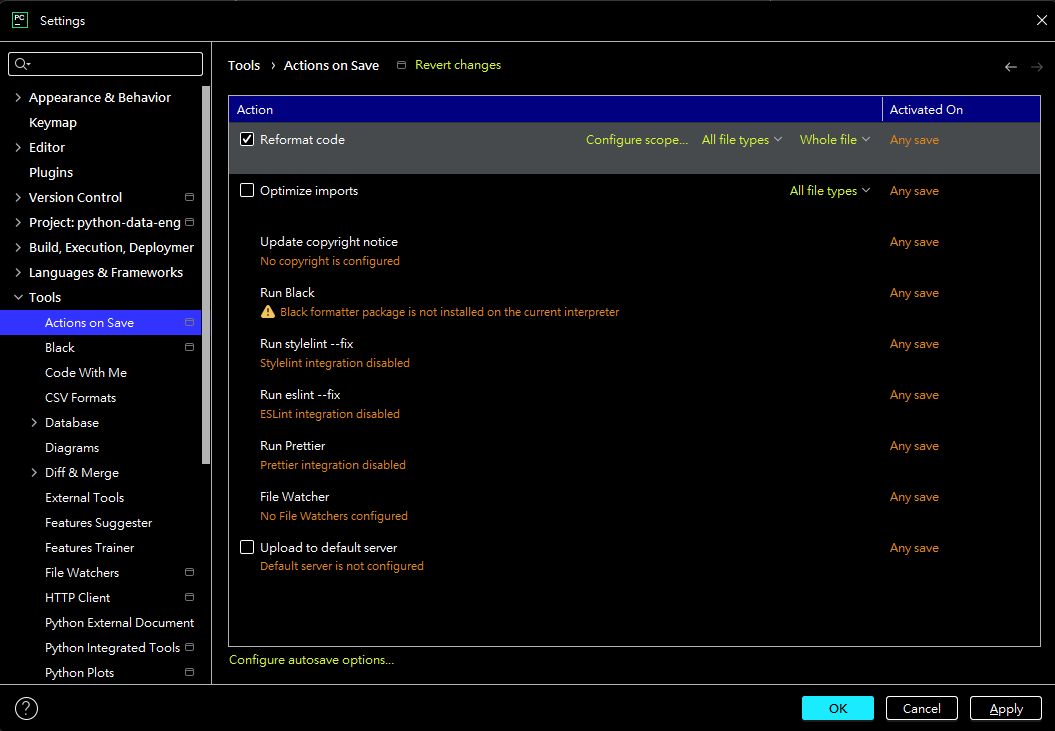 PC
Settings
Tools › Actions on Save Revert changes
Appearance & Behavior
Keymap
Editor
Plugins
Version Control
Project: python-data-eng
Build, Execution, Deploymer
Languages & Frameworks
Tools
Actions on Save
Black
Code With Me
CSV Formats
Database
Diagrams
Diff & Merge
External Tools
Features Suggester
Features Trainer
File Watchers
HTTP Client
Python External Document
Python Integrated Tools
Python Plots
Action Activated On
Reformat code Configure scope... All file types Whole file Any save
Optimize imports All file types Any save
Update copyright notice Any save
No copyright is configured
Run Black Any save
Black formatter package is not installed on the current interpreter
Run stylelint --fix Any save
Stylelint integration disabled
Run eslint --fix Any save
ESLint integration disabled
Run Prettier Any save
Prettier integration disabled
File Watcher Any save
No File Watchers configured
Upload to default server Any save
Default server is not configured
Configure autosave options...
? OK Cancel Apply